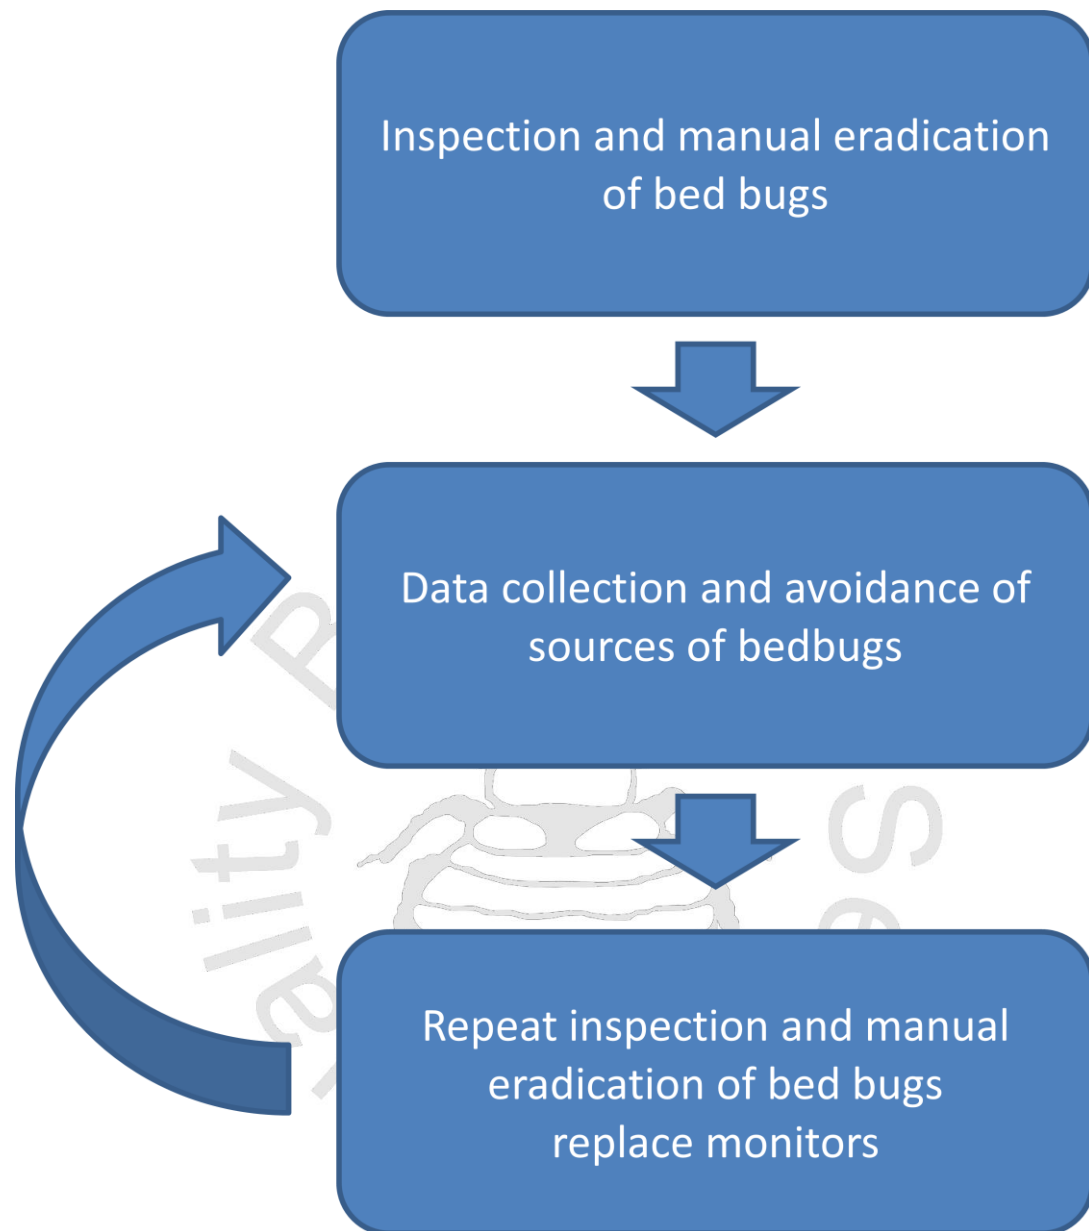 Inspection and manual eradication
of bed bugs
Data collection and avoidance of
sources of bedbugs
Repeat inspection and manual
eradication of bed bugs
replace monitors